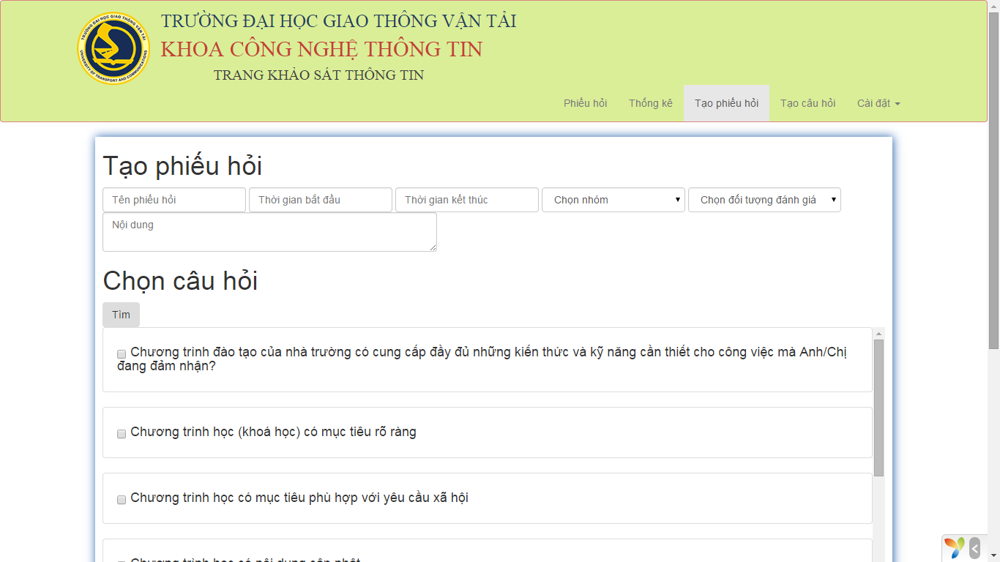 TRƯỜNG ĐẠI HỌC GIAO THÔNG VẬN TẢI
UNIVERSITY OF TRANSPORT AND COMMUNICATIONS
TRƯỜNG ĐẠI HỌC GIAO THÔNG VẬN TẢI
KHOA CÔNG NGHỆ THÔNG TIN
TRANG KHẢO SÁT THÔNG TIN
Phiếu hỏi Thống kê Tạo phiếu hỏi Tạo câu hỏi Cài đặt
Tạo phiếu hỏi
Tên phiếu hỏi Thời gian bắt đầu Thời gian kết thúc Chọn nhóm Chọn đối tượng đánh giá
Nội dung
Chọn câu hỏi
Tìm
Chương trình đào tạo của nhà trường có cung cấp đầy đủ những kiến thức và kỹ năng cần thiết cho công việc mà Anh/Chị
đang đảm nhận?
Chương trình học (khoá học) có mục tiêu rõ ràng
Chương trình học có mục tiêu phù hợp với yêu cầu xã hội
Chương trình học có nội dung cập nhật